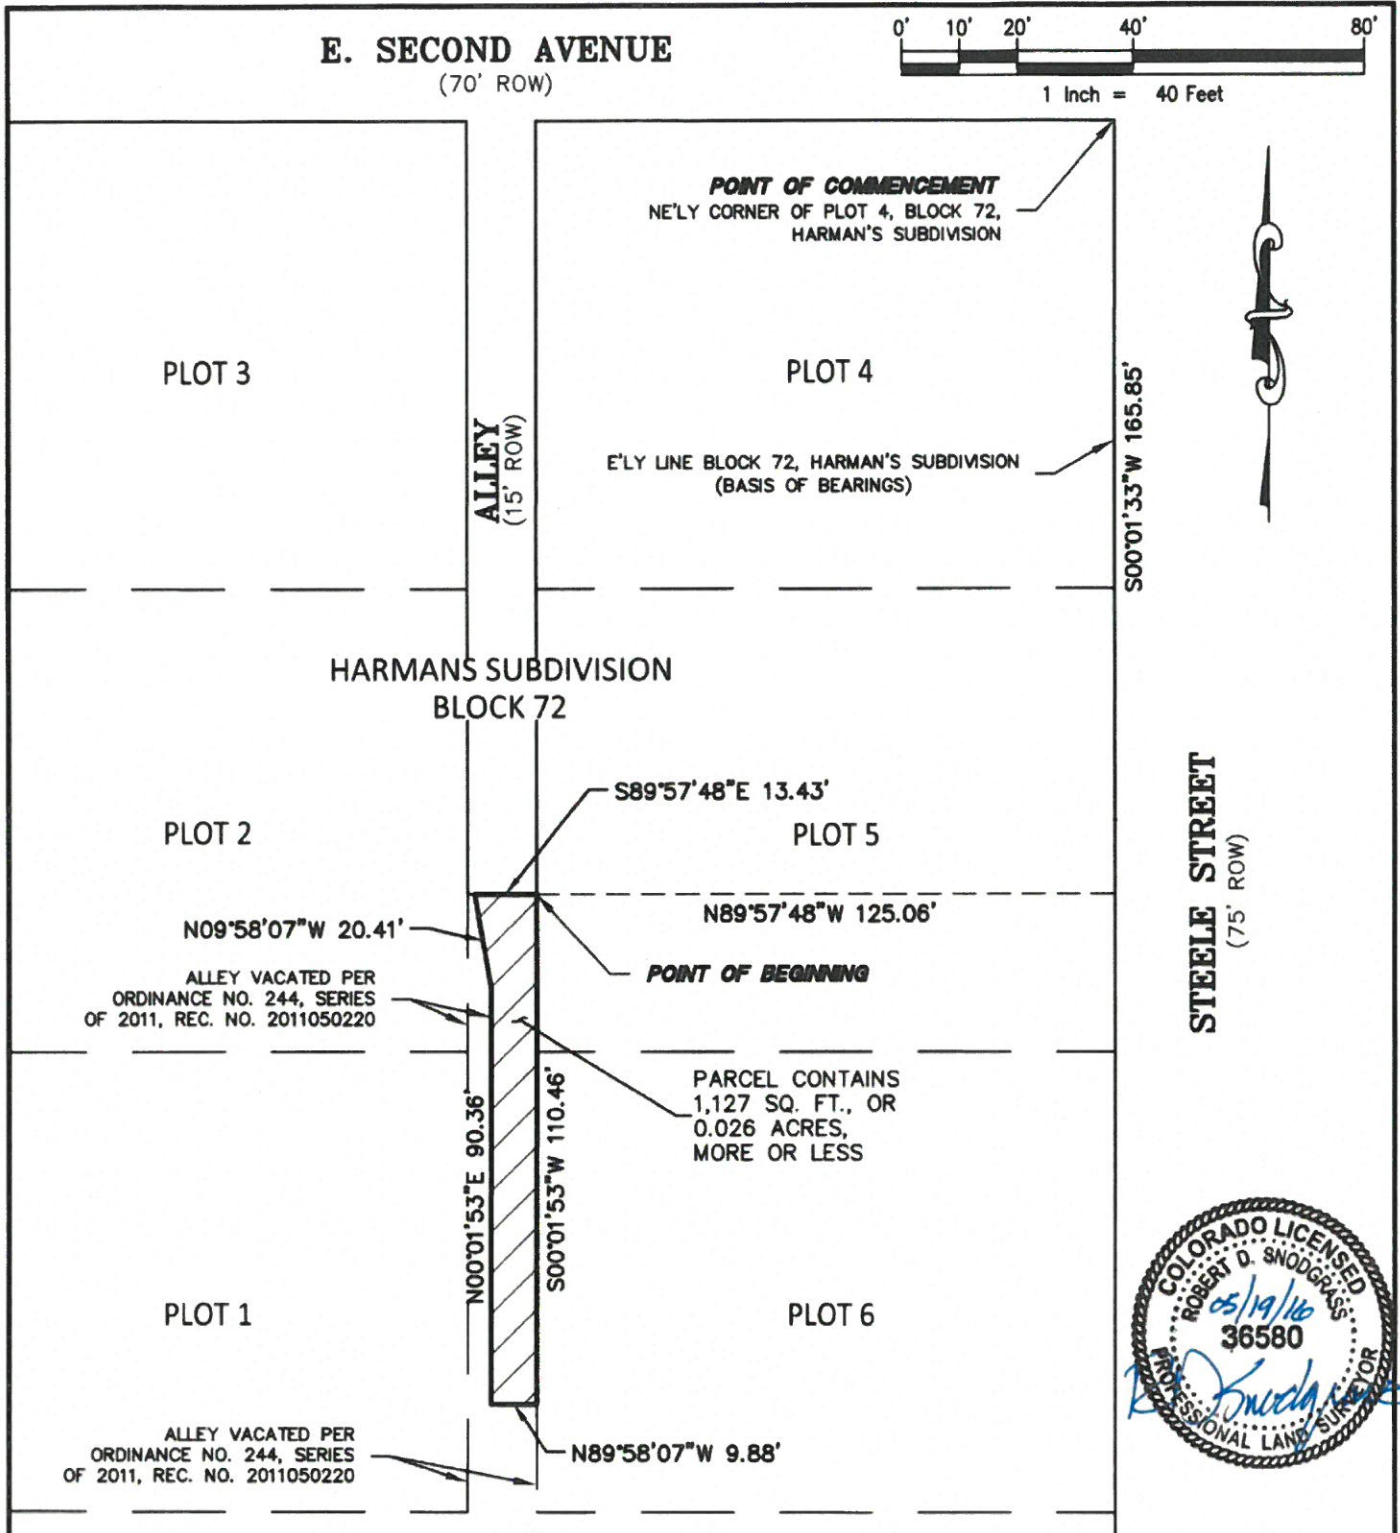 E. SECOND AVENUE
(70' ROW)
0' 10' 20' 40' 80'
1 Inch = 40 Feet
POINT OF COMMENCEMENT
NE'LY CORNER OF PLOT 4, BLOCK 72,
HARMAN'S SUBDIVISION
PLOT 3
PLOT 4
ALLEY
(15' ROW)
E'LY LINE BLOCK 72, HARMAN'S SUBDIVISION
(BASIS OF BEARINGS)
S00°01'33"W 165.85'
HARMANS SUBDIVISION
BLOCK 72
S89°57'48"E 13.43'
PLOT 2
PLOT 5
STEELE STREET
(75' ROW)
N09°58'07"W 20.41'
N89°57'48"W 125.06'
POINT OF BEGINNING
ALLEY VACATED PER
ORDINANCE NO. 244, SERIES
OF 2011, REC. NO. 2011050220
PARCEL CONTAINS
1,127 SQ. FT., OR
0.026 ACRES,
MORE OR LESS
N00°01'53"E 90.36'
S00°01'53"W 110.46'
PLOT 1
PLOT 6
COLORADO LICENSED
ROBERT D. SNODGRASS
05/19/16
36580
PROFESSIONAL LAND SURVEYOR
ALLEY VACATED PER
ORDINANCE NO. 244, SERIES
OF 2011, REC. NO. 2011050220
N89°58'07"W 9.88'